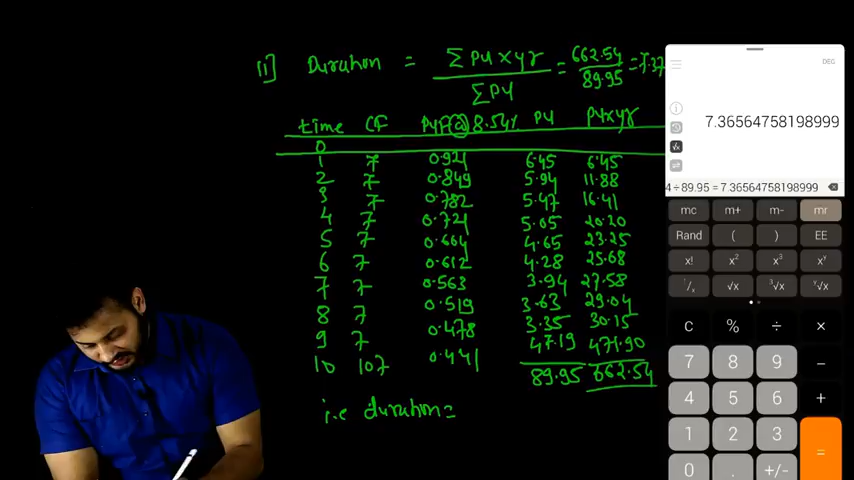 ii] Duration = ΣPV×yr / ΣPV = 662.54 / 89.95 = 7.37
time CF PVF@8.54% PV PV×yr
0
1 7 0.921 6.45 6.45
2 7 0.849 5.94 11.88
3 7 0.782 5.47 16.41
4 7 0.721 5.05 20.20
5 7 0.664 4.65 23.25
6 7 0.612 4.28 25.68
7 7 0.563 3.94 27.58
8 7 0.519 3.63 29.04
9 7 0.478 3.35 30.15
10 107 0.441 47.19 471.90
89.95 662.54
i.e duration=
DEG
7.36564758198999
4 ÷ 89.95 = 7.36564758198999
mc m+ m- mr
Rand ( ) EE
x! x² x³ xʸ
¹/x √x ³√x ʸ√x
C % ÷ ×
7 8 9 −
4 5 6 +
1 2 3 =
0 . +/-